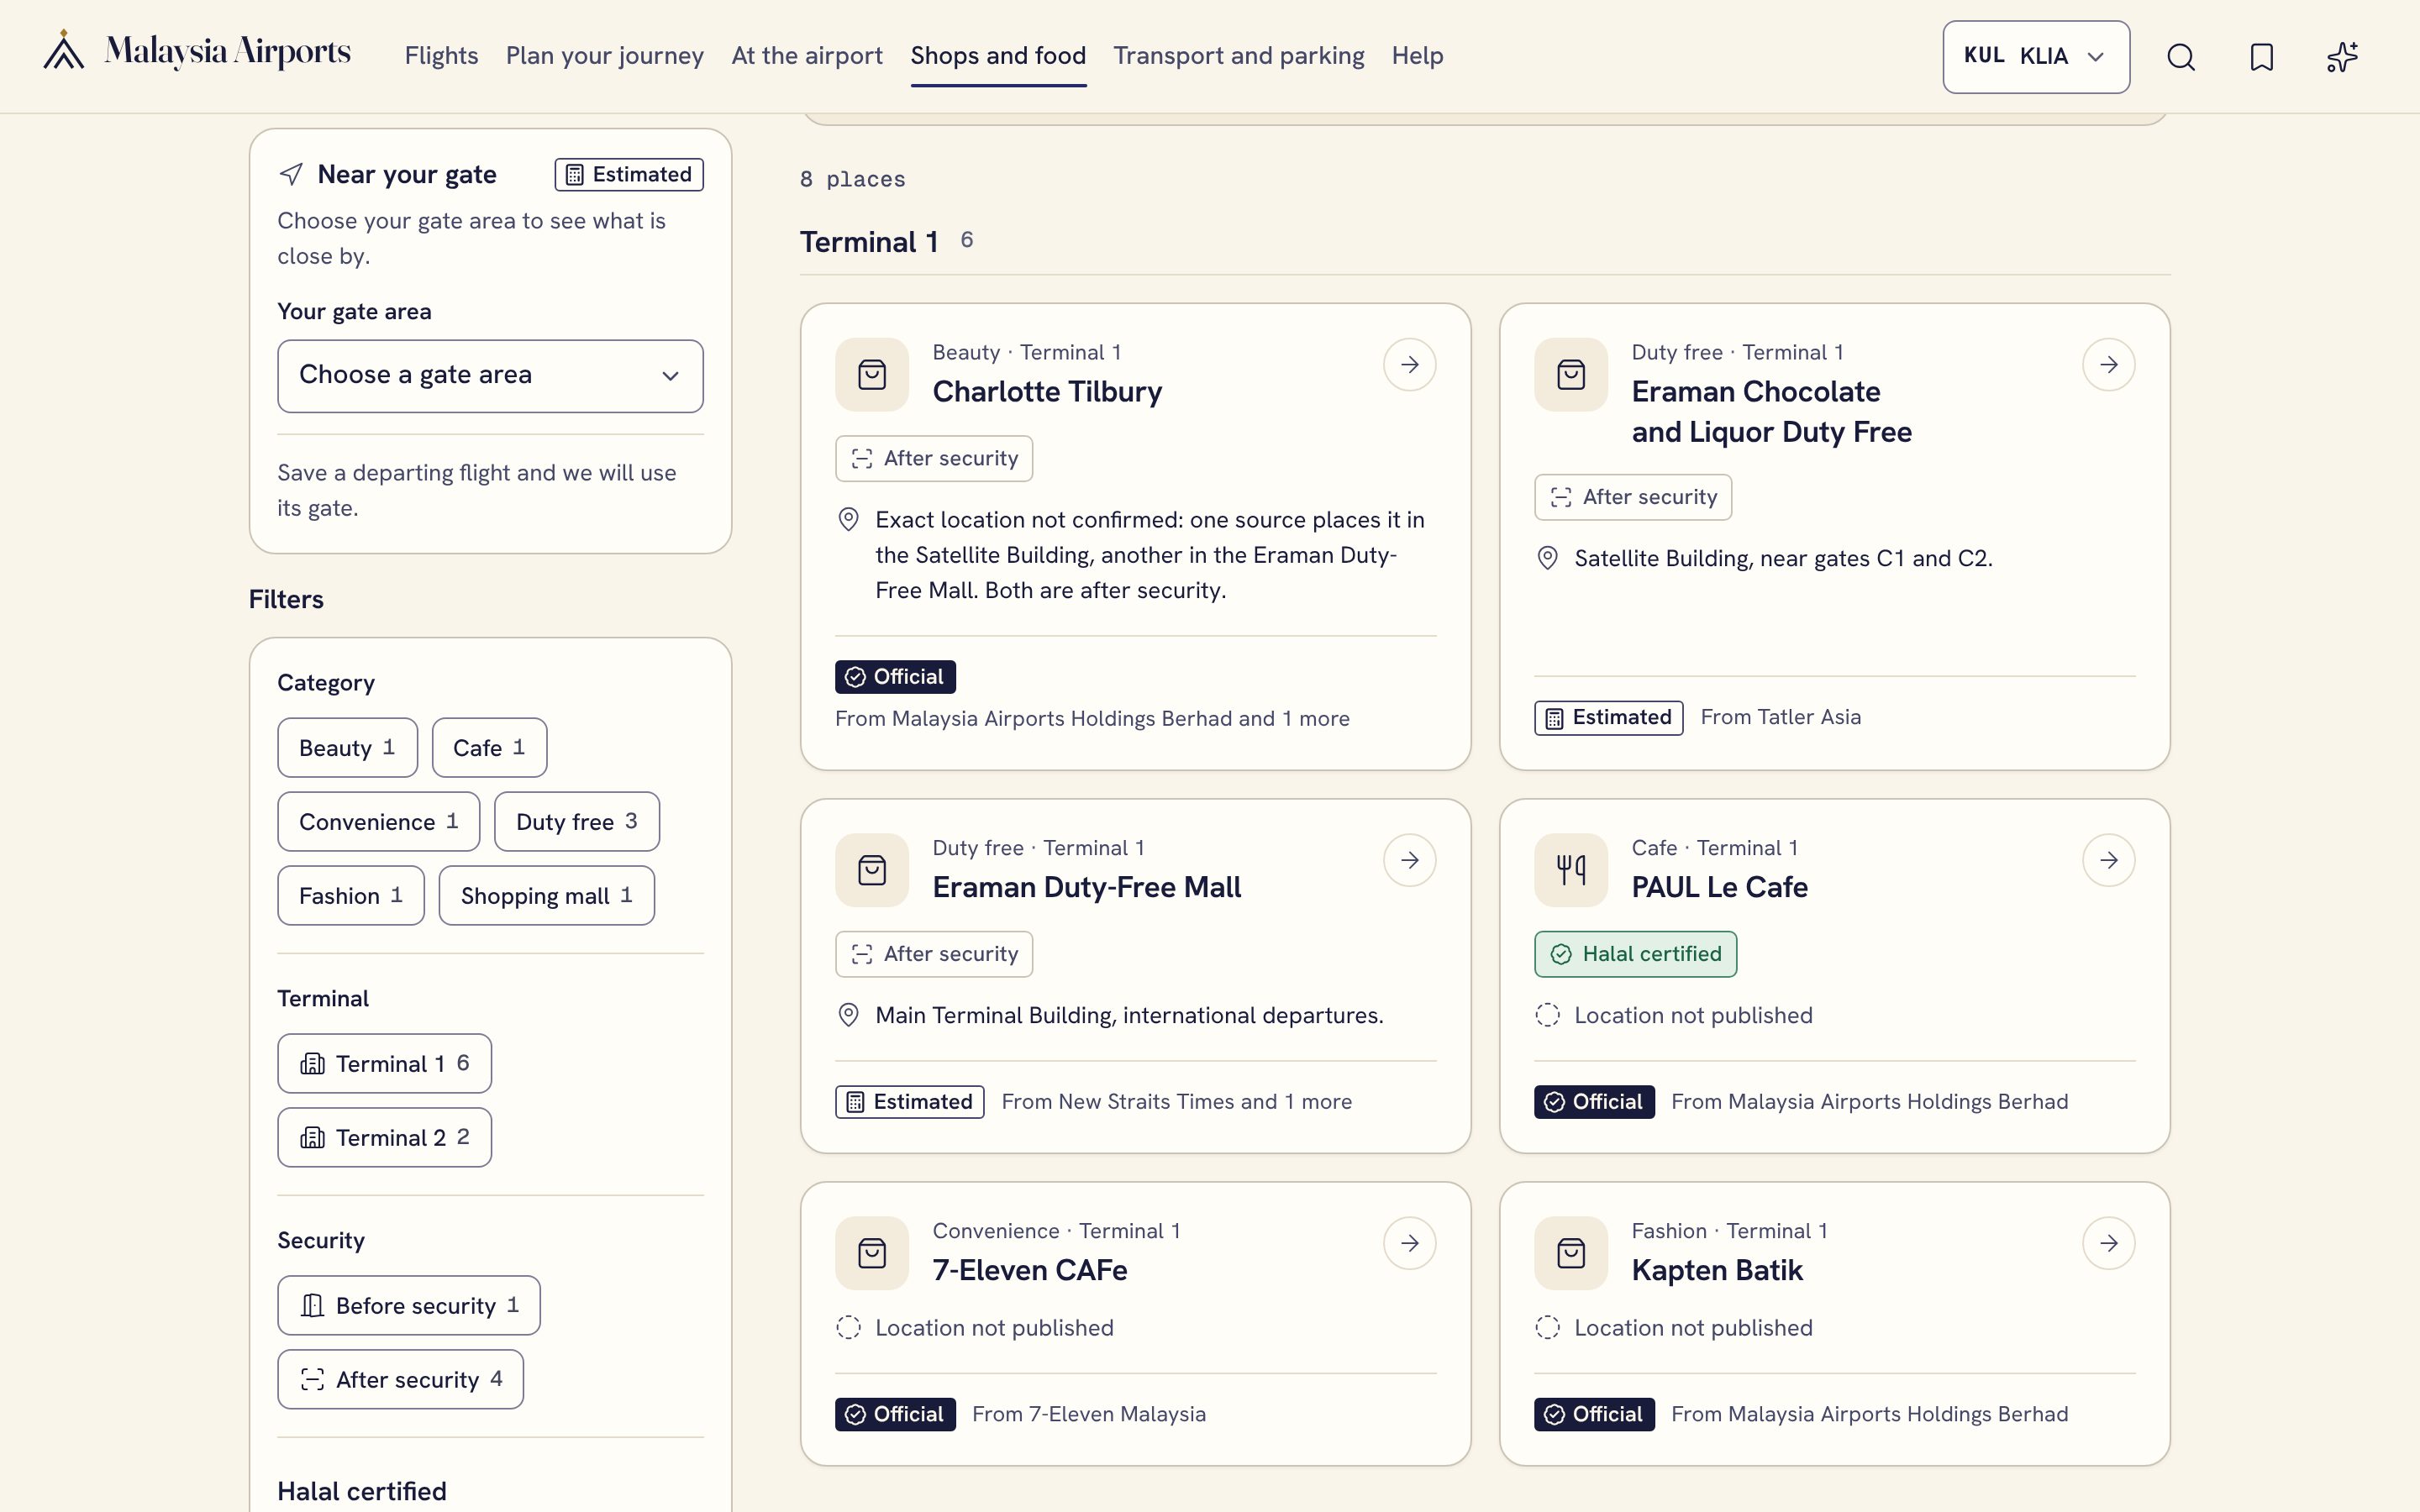 Malaysia Airports
Flights
Plan your journey
At the airport
Shops and food
Transport and parking
Help
KUL KLIA
Near your gate
Estimated
Choose your gate area to see what is
close by.
Your gate area
Choose a gate area
Save a departing flight and we will use
its gate.
Filters
Category
Beauty 1
Cafe 1
Convenience 1
Duty free 3
Fashion 1
Shopping mall 1
Terminal
Terminal 1 6
Terminal 2 2
Security
Before security 1
After security 4
Halal certified
8 places
Terminal 1 6
Beauty · Terminal 1
Charlotte Tilbury
After security
Exact location not confirmed: one source places it in
the Satellite Building, another in the Eraman Duty-
Free Mall. Both are after security.
Official
From Malaysia Airports Holdings Berhad and 1 more
Duty free · Terminal 1
Eraman Chocolate
and Liquor Duty Free
After security
Satellite Building, near gates C1 and C2.
Estimated
From Tatler Asia
Duty free · Terminal 1
Eraman Duty-Free Mall
After security
Main Terminal Building, international departures.
Estimated
From New Straits Times and 1 more
Cafe · Terminal 1
PAUL Le Cafe
Halal certified
Location not published
Official
From Malaysia Airports Holdings Berhad
Convenience · Terminal 1
7-Eleven CAFe
Location not published
Official
From 7-Eleven Malaysia
Fashion · Terminal 1
Kapten Batik
Location not published
Official
From Malaysia Airports Holdings Berhad